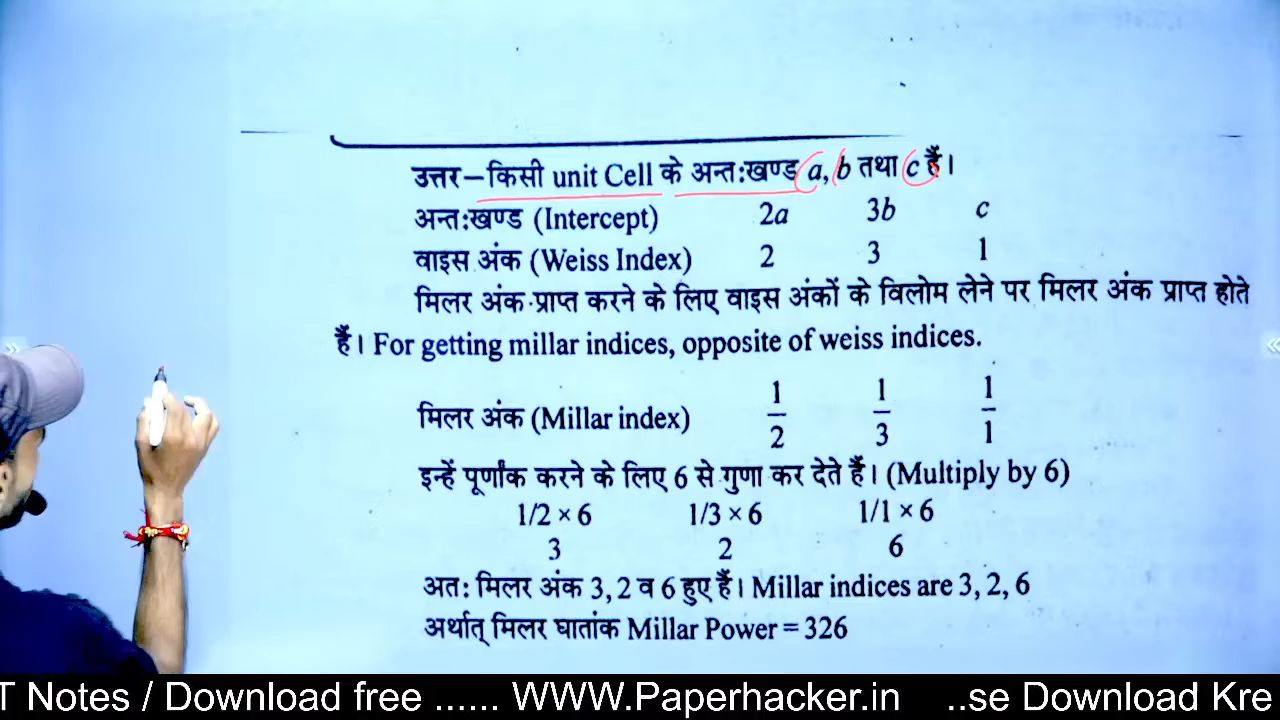 उत्तर–किसी unit Cell के अन्त:खण्ड a, b तथा c हैं।
अन्त:खण्ड (Intercept) 2a 3b c
वाइस अंक (Weiss Index) 2 3 1
मिलर अंक प्राप्त करने के लिए वाइस अंकों के विलोम लेने पर मिलर अंक प्राप्त होते
हैं। For getting millar indices, opposite of weiss indices.
मिलर अंक (Millar index) 1/2 1/3 1/1
इन्हें पूर्णांक करने के लिए 6 से गुणा कर देते हैं। (Multiply by 6)
1/2 × 6 1/3 × 6 1/1 × 6
3 2 6
अत: मिलर अंक 3, 2 व 6 हुए हैं। Millar indices are 3, 2, 6
अर्थात् मिलर घातांक Millar Power = 326
T Notes / Download free ...... WWW.Paperhacker.in ..se Download Kre